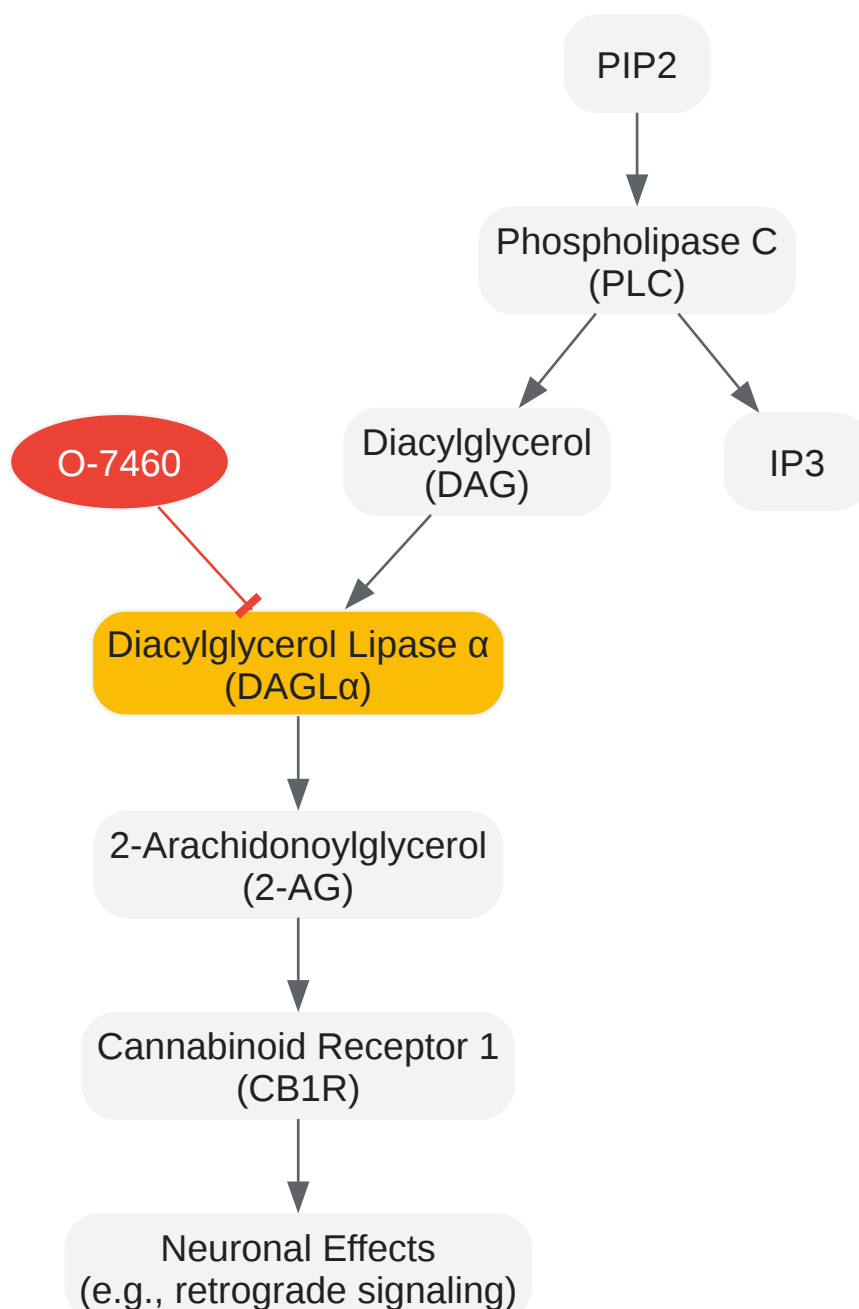 PIP2
Phospholipase C
(PLC)
O-7460
Diacylglycerol
(DAG)
IP3
Diacylglycerol Lipase α
(DAGLα)
2-Arachidonoylglycerol
(2-AG)
Cannabinoid Receptor 1
(CB1R)
Neuronal Effects
(e.g., retrograde signaling)